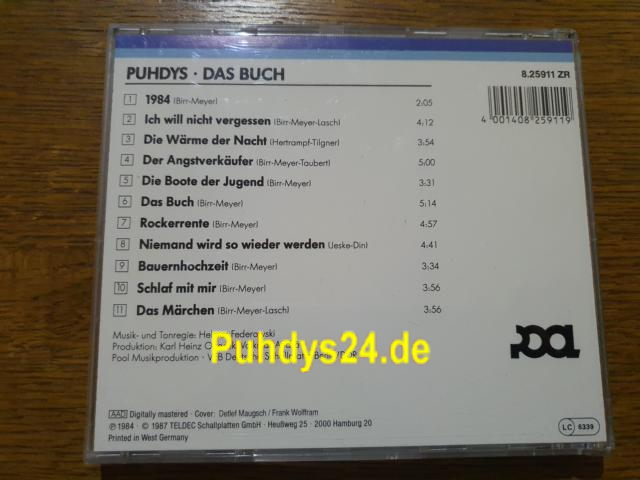 PUHDYS · DAS BUCH 8.25911 ZR
1 1984 (Birr-Meyer) 2:05
2 Ich will nicht vergessen (Birr-Meyer-Lasch) 4:12
3 Die Wärme der Nacht (Hertrampf-Tilgner) 3:54
4 Der Angstverkäufer (Birr-Meyer-Taubert) 5:00
5 Die Boote der Jugend (Birr-Meyer) 3:31
6 Das Buch (Birr-Meyer) 5:14
7 Rockerrente (Birr-Meyer) 4:57
8 Niemand wird so wieder werden (Jeske-Din) 4:41
9 Bauernhochzeit (Birr-Meyer) 3:34
10 Schlaf mit mir (Birr-Meyer) 3:56
11 Das Märchen (Birr-Meyer-Lasch) 3:56
4 001408 259119
Musik- und Tonregie: Federowski
Produktion: Karl Heinz
Pool Musikproduktion - VEB
Puhdys24.de
pool
AAD Digitally mastered · Cover: Detlef Maugsch / Frank Wolffram
℗ 1984 · © 1987 TELDEC Schallplatten GmbH · Heußweg 25 · 2000 Hamburg 20
Printed in West Germany
LC 6339